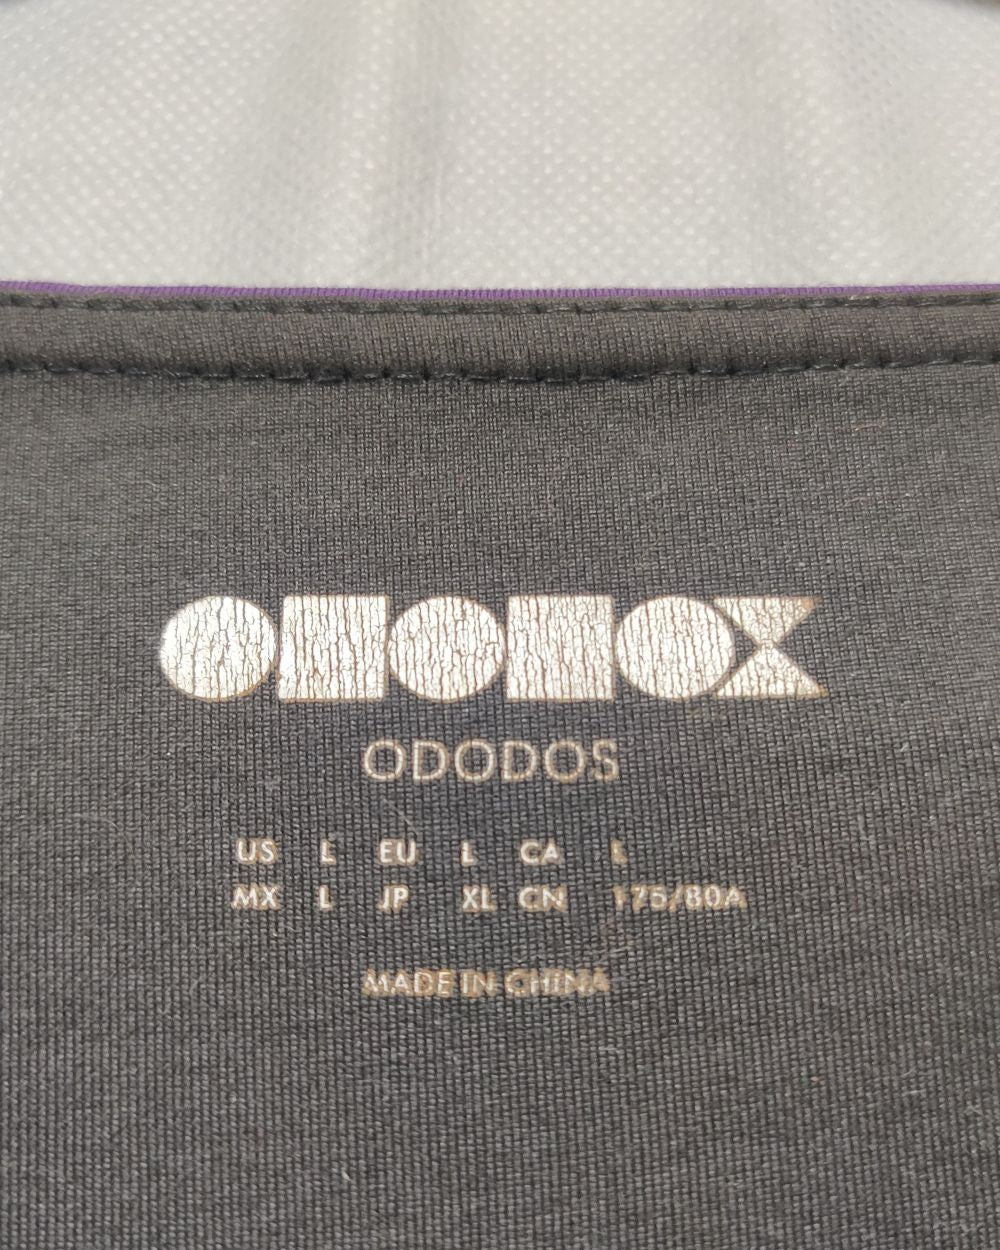 ODODOS
US L EU L CA L
MX L JP XL CN 175/80A
MADE IN CHINA